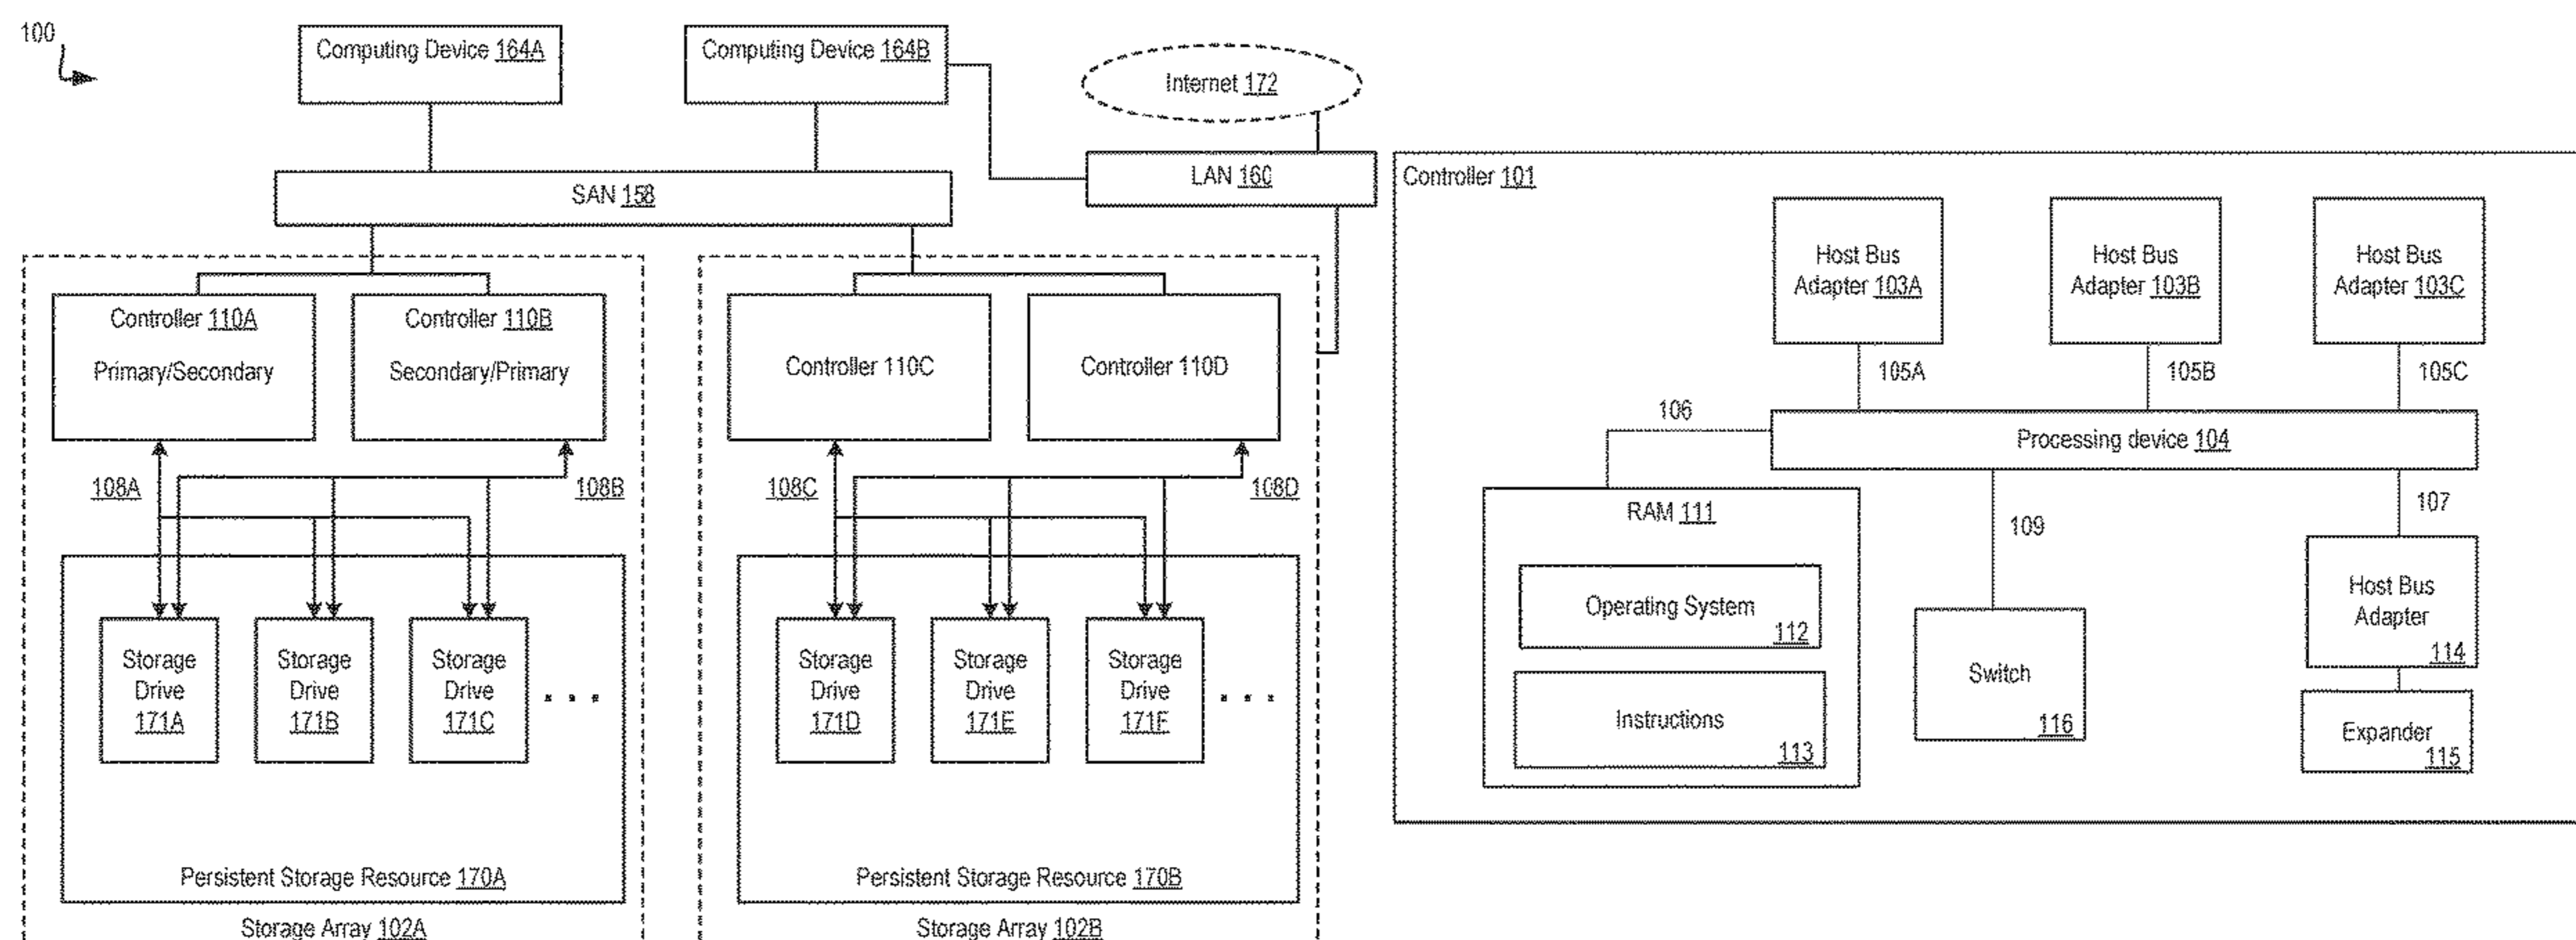 100
Computing Device 164A
Computing Device 164B
Internet 172
SAN 158
LAN 160
Controller 110A
Primary/Secondary
Controller 110B
Secondary/Primary
Controller 110C
Controller 110D
108A
108B
108C
108D
Storage
Drive
171A
Storage
Drive
171B
Storage
Drive
171C
. . .
Storage
Drive
171D
Storage
Drive
171E
Storage
Drive
171F
. . .
Persistent Storage Resource 170A
Persistent Storage Resource 170B
Storage Array 102A
Storage Array 102B
Controller 101
Host Bus
Adapter 103A
Host Bus
Adapter 103B
Host Bus
Adapter 103C
105A
105B
105C
106
Processing device 104
RAM 111
109
107
Operating System
112
Instructions
113
Switch
116
Host Bus
Adapter
114
Expander
115